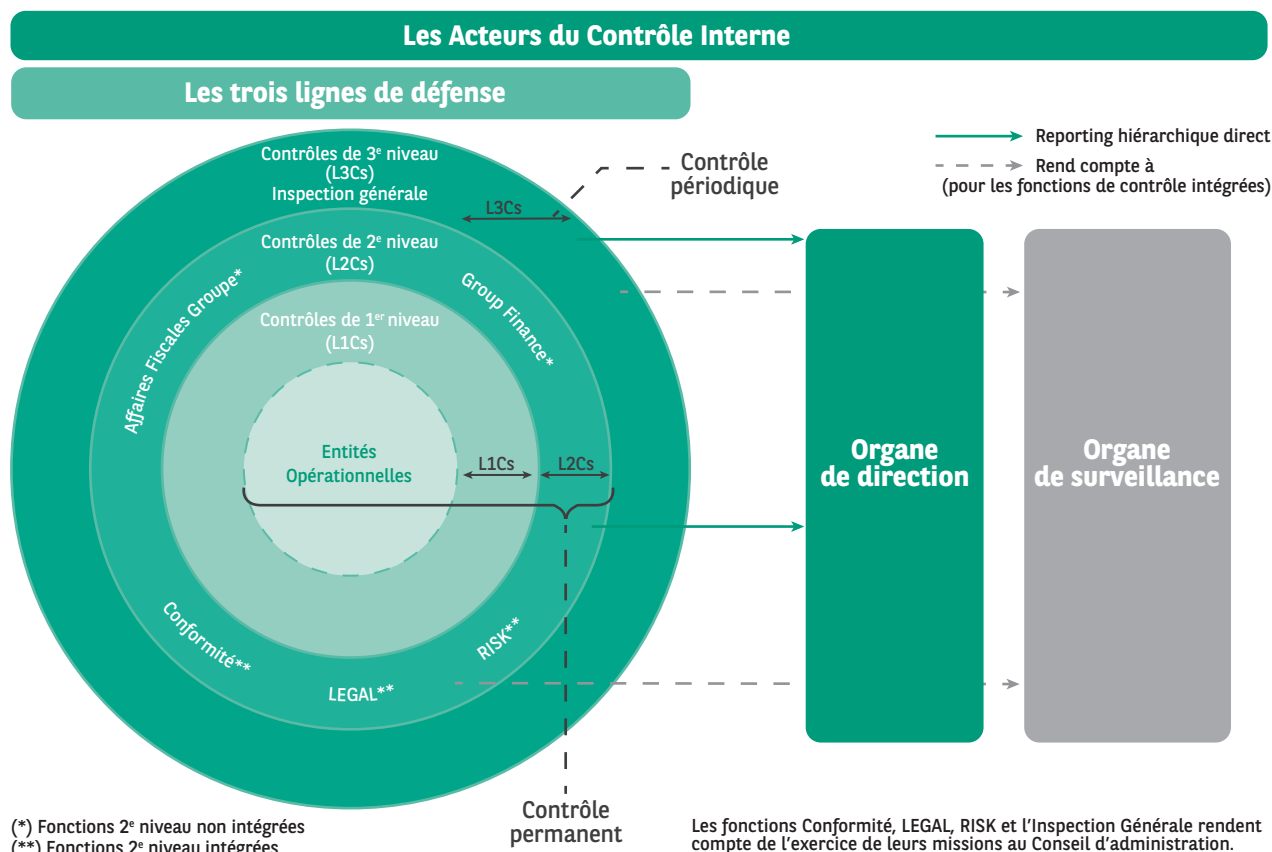 Les Acteurs du Contrôle Interne
Les trois lignes de défense
Reporting hiérarchique direct
Rend compte à
(pour les fonctions de contrôle intégrées)
Contrôles de 3e niveau
(L3Cs)
Inspection générale
Contrôle
périodique
L3Cs
Contrôles de 2e niveau
(L2Cs)
Affaires Fiscales Groupe*
Group Finance*
Contrôles de 1er niveau
(L1Cs)
Entités
Opérationnelles
L1Cs
L2Cs
Organe
de direction
Organe
de surveillance
Conformité**
LEGAL**
RISK**
Contrôle
permanent
(*) Fonctions 2e niveau non intégrées
(**) Fonctions 2e niveau intégrées
Les fonctions Conformité, LEGAL, RISK et l'Inspection Générale rendent
compte de l'exercice de leurs missions au Conseil d'administration.